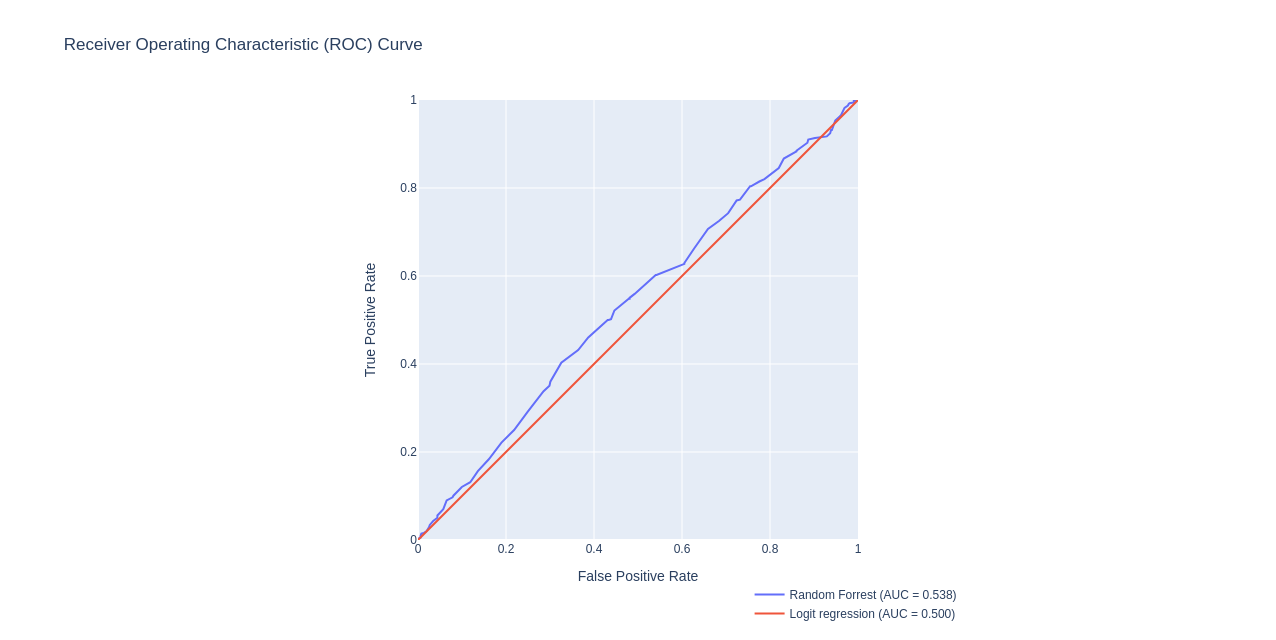 Receiver Operating Characteristic (ROC) Curve
1
0.8
0.6
0.4
0.2
0
True Positive Rate
0
0.2
0.4
0.6
0.8
1
False Positive Rate
Random Forrest (AUC = 0.538)
Logit regression (AUC = 0.500)